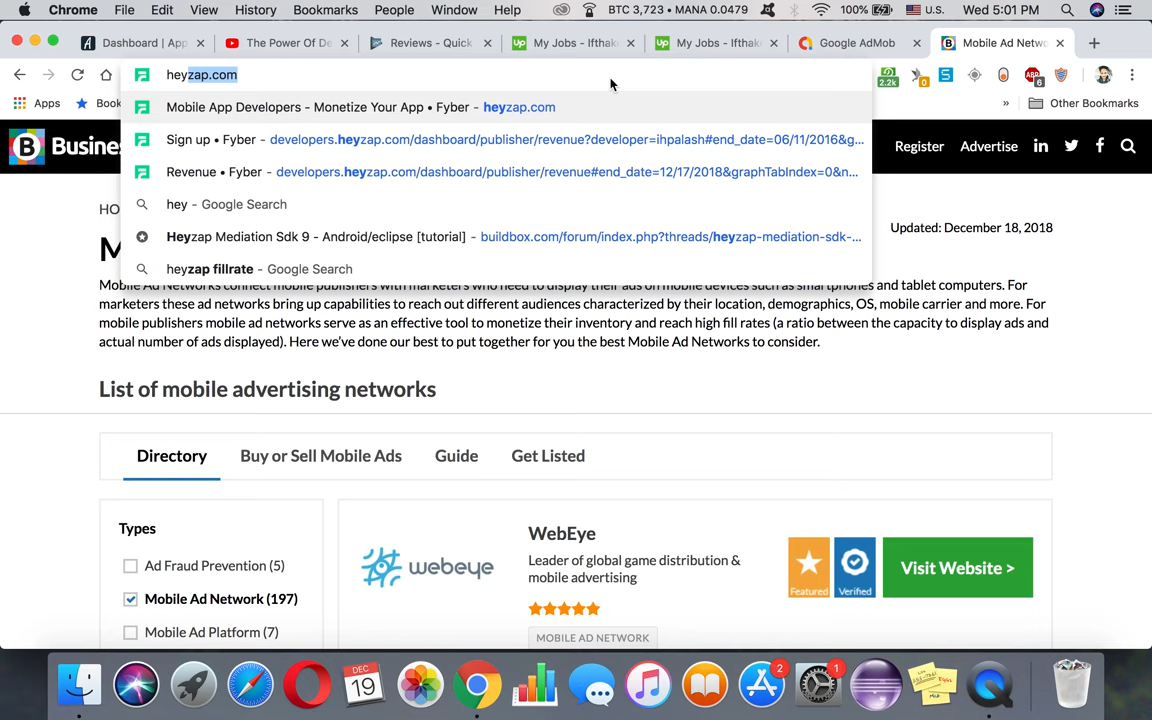 Chrome File Edit View History Bookmarks People Window Help BTC 3,723 • MANA 0.0479 100% U.S. Wed 5:01 PM
Dashboard | App The Power Of De Reviews - Quick My Jobs - Ifthak My Jobs - Ifthak Google AdMob Mobile Ad Netwo
heyzap.com 2.2k 0 S ABP 6
Apps Book » Other Bookmarks
Mobile App Developers - Monetize Your App • Fyber - heyzap.com
Sign up • Fyber - developers.heyzap.com/dashboard/publisher/revenue?developer=ihpalash#end_date=06/11/2016&g...
Revenue • Fyber - developers.heyzap.com/dashboard/publisher/revenue#end_date=12/17/2018&graphTabIndex=0&n...
hey - Google Search
Heyzap Mediation Sdk 9 - Android/eclipse [tutorial] - buildbox.com/forum/index.php?threads/heyzap-mediation-sdk-...
heyzap fillrate - Google Search
B Busine Register Advertise in f
HO
M
Updated: December 18, 2018
Mobile Ad Networks connect mobile publishers with marketers who need to display their ads on mobile devices such as smartphones and tablet computers. For
marketers these ad networks bring up capabilities to reach out different audiences characterized by their location, demographics, OS, mobile carrier and more. For
mobile publishers mobile ad networks serve as an effective tool to monetize their inventory and reach high fill rates (a ratio between the capacity to display ads and
actual number of ads displayed). Here we've done our best to put together for you the best Mobile Ad Networks to consider.
List of mobile advertising networks
Directory Buy or Sell Mobile Ads Guide Get Listed
Types
Ad Fraud Prevention (5)
Mobile Ad Network (197)
Mobile Ad Platform (7)
webeye
WebEye
Leader of global game distribution &
mobile advertising
MOBILE AD NETWORK
Featured
Verified
Visit Website >
DEC
19
2
1